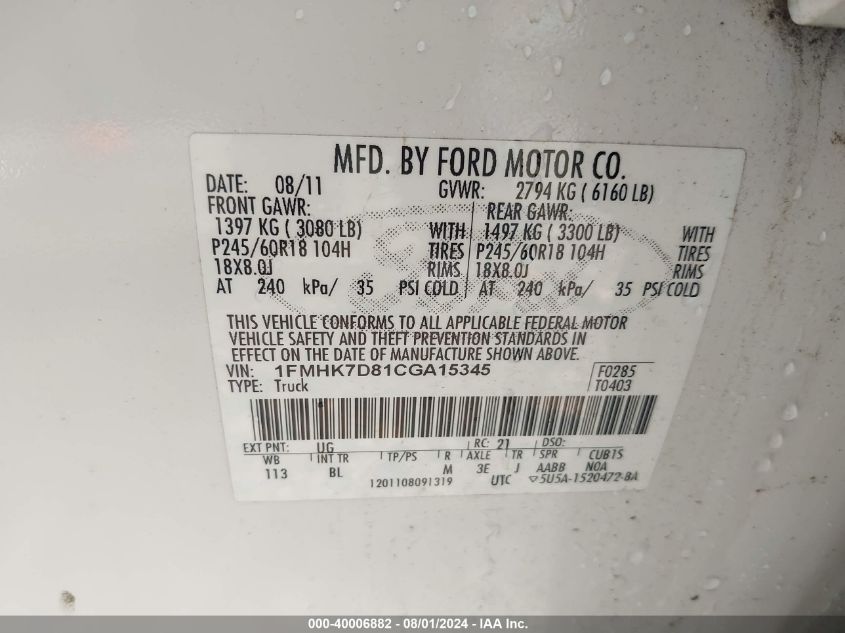 MFD. BY FORD MOTOR CO.
DATE: 08/11 GVWR: 2794 KG ( 6160 LB)
FRONT GAWR: REAR GAWR:
1397 KG ( 3080 LB) WITH 1497 KG ( 3300 LB) WITH
P245/60R18 104H TIRES P245/60R18 104H TIRES
18X8.0J RIMS 18X8.0J RIMS
AT 240 kPa/ 35 PSI COLD AT 240 kPa/ 35 PSI COLD
THIS VEHICLE CONFORMS TO ALL APPLICABLE FEDERAL MOTOR
VEHICLE SAFETY AND THEFT PREVENTION STANDARDS IN
EFFECT ON THE DATE OF MANUFACTURE SHOWN ABOVE.
VIN: 1FMHK7D81CGA15345 F0285
TYPE: Truck T0403
EXT PNT: UG RC: 21 DSO:
WB INT TR TP/PS R AXLE TR SPR CUB1S
113 BL M 3E J AABB NOA
1201108091319 UTC ▽5U5A-1520472-BA
000-40006882 - 08/01/2024 - IAA Inc.